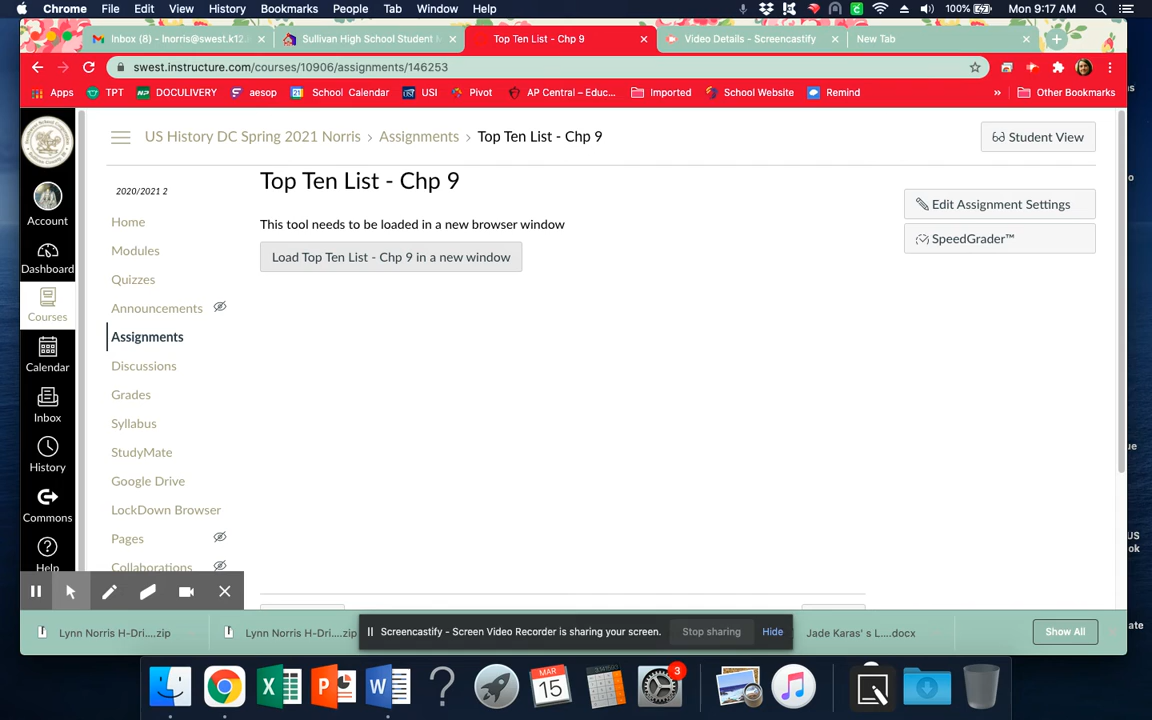 Chrome File Edit View History Bookmarks People Tab Window Help 100% Mon 9:17 AM
Inbox (8) - lnorris@swest.k12. Sullivan High School Student M Top Ten List - Chp 9 Video Details - Screencastify New Tab
swest.instructure.com/courses/10906/assignments/146253
Apps TPT DOCULIVERY aesop School Calendar USI Pivot AP Central – Educ... Imported School Website Remind » Other Bookmarks
US History DC Spring 2021 Norris › Assignments › Top Ten List - Chp 9
Student View
2020/2021 2
Top Ten List - Chp 9
Edit Assignment Settings
Account
Home
This tool needs to be loaded in a new browser window
SpeedGrader™
Modules
Load Top Ten List - Chp 9 in a new window
Dashboard
Quizzes
Courses
Announcements
Assignments
Calendar
Discussions
Grades
Inbox
Syllabus
StudyMate
History
Google Drive
LockDown Browser
Commons
Pages
Help
Collaborations
Lynn Norris H-Dri....zip
Lynn Norris H-Dri....zip
Screencastify - Screen Video Recorder is sharing your screen. Stop sharing Hide
Jade Karas' s L....docx
Show All
MAR
15
3